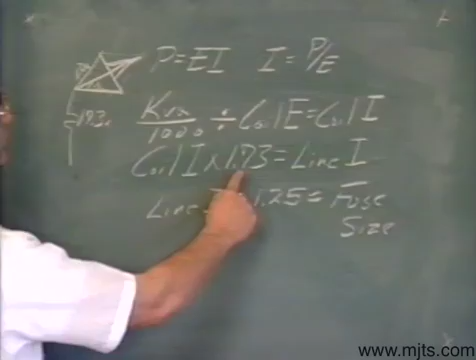 P=EI I=P/E
1.73
Kva/1000 ÷ Coil E = Coil I
Coil I × 1.73 = Line I
Line 1.25 = Fuse
Size
www.mjts.com